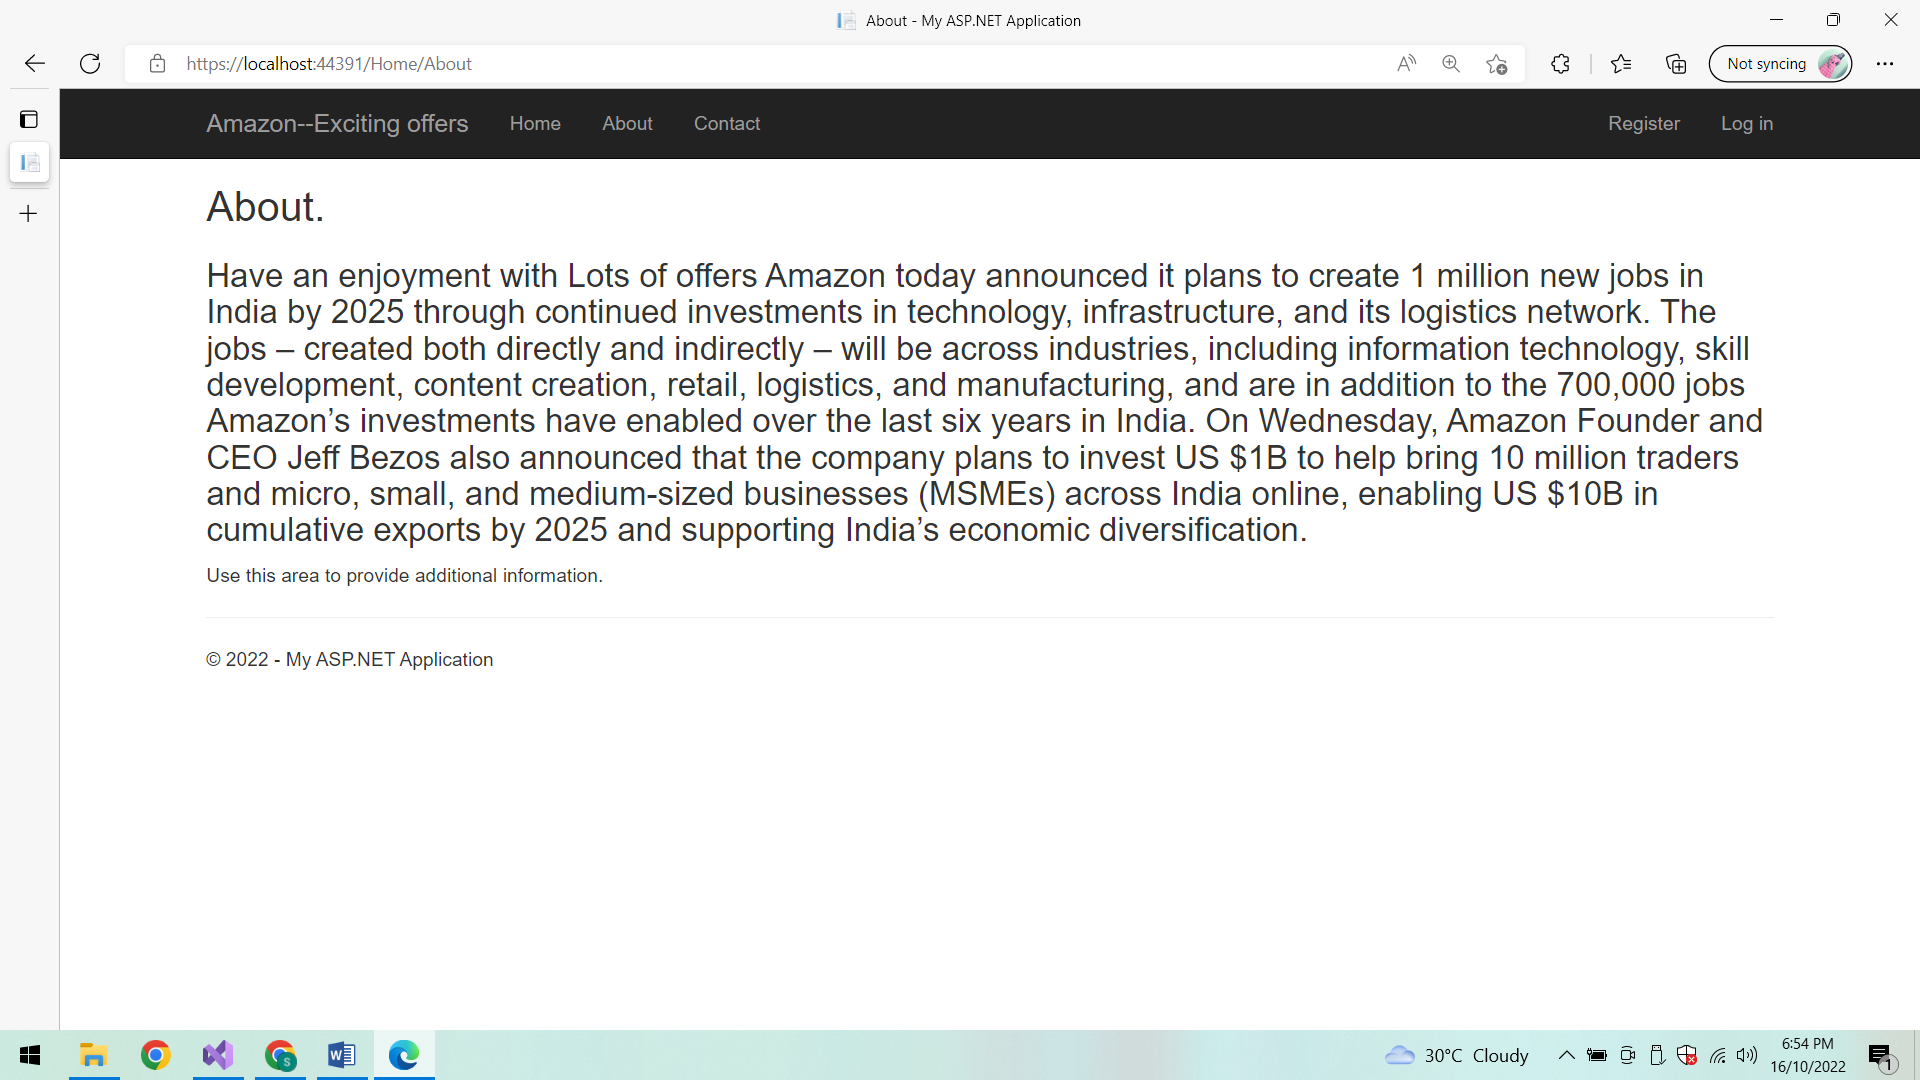 About - My ASP.NET Application
https://localhost:44391/Home/About
Not syncing
Amazon--Exciting offers Home About Contact Register Log in
About.
Have an enjoyment with Lots of offers Amazon today announced it plans to create 1 million new jobs in
India by 2025 through continued investments in technology, infrastructure, and its logistics network. The
jobs – created both directly and indirectly – will be across industries, including information technology, skill
development, content creation, retail, logistics, and manufacturing, and are in addition to the 700,000 jobs
Amazon’s investments have enabled over the last six years in India. On Wednesday, Amazon Founder and
CEO Jeff Bezos also announced that the company plans to invest US $1B to help bring 10 million traders
and micro, small, and medium-sized businesses (MSMEs) across India online, enabling US $10B in
cumulative exports by 2025 and supporting India’s economic diversification.
Use this area to provide additional information.
© 2022 - My ASP.NET Application
30°C Cloudy
6:54 PM
16/10/2022
1